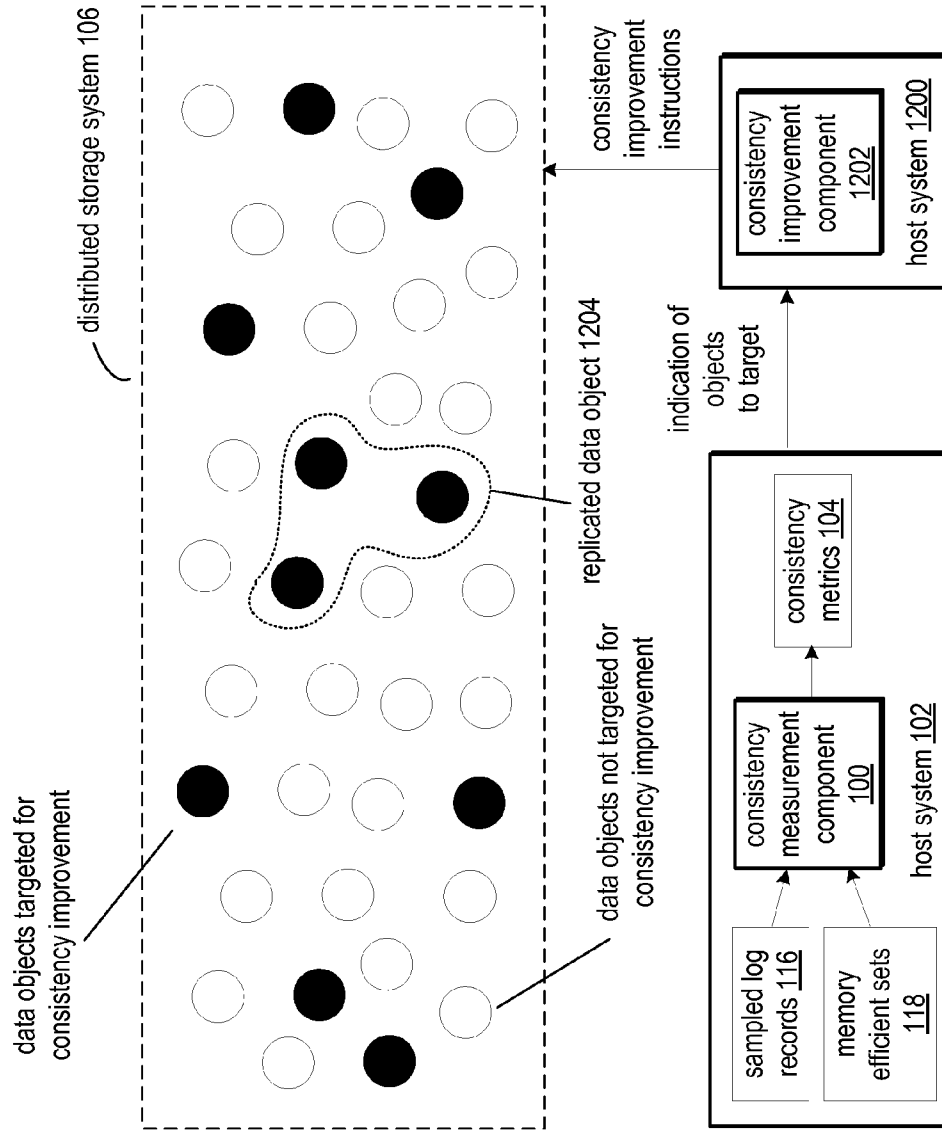 distributed storage system 106
data objects targeted for
consistency improvement
data objects not targeted for
consistency improvement
replicated data object 1204
consistency
improvement
instructions
sampled log
records 116
memory
efficient sets
118
consistency
measurement
component
100
consistency
metrics 104
host system 102
indication of
objects
to target
consistency
improvement
component
1202
host system 1200